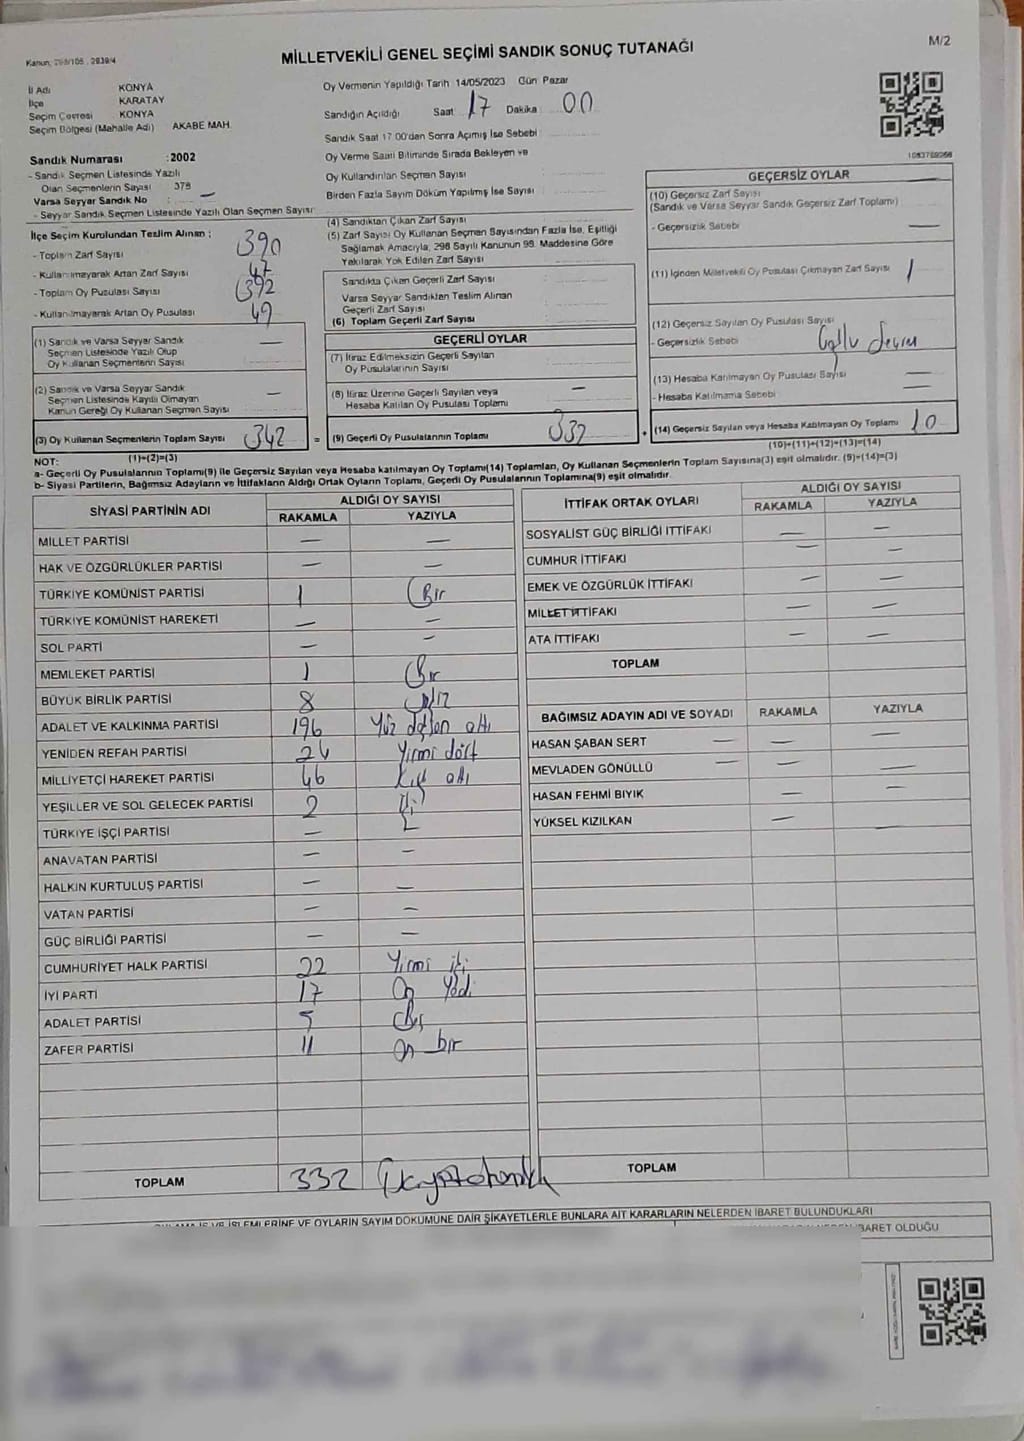 MİLLETVEKİLİ GENEL SEÇİMİ SANDIK SONUÇ TUTANAĞI
M/2
İl Adı KONYA
İlçe KARATAY
Seçim Çevresi KONYA
Seçim Bölgesi (Mahalle Adı) AKABE MAH.
Sandık Numarası :2002
- Sandık Seçmen Listesinde Yazılı
Olan Seçmenlerin Sayısı 378
Varsa Seyyar Sandık No : —
- Seyyar Sandık Seçmen Listesinde Yazılı Olan Seçmen Sayısı:
Oy Vermenin Yapıldığı Tarih 14/05/2023 Gün Pazar
Sandığın Açıldığı Saat 17 Dakika 00
Sandık Saat 17 00'dan Sonra Açılmış İse Sebebi :
Oy Verme Saati Bitiminde Sırada Bekleyen ve
Oy Kullandırılan Seçmen Sayısı :
Birden Fazla Sayım Döküm Yapılmış İse Sayısı :
İlçe Seçim Kurulundan Teslim Alınan :
- Toplam Zarf Sayısı 390
- Kullanılmayarak Artan Zarf Sayısı 47
- Toplam Oy Pusulası Sayısı 392
- Kullanılmayarak Artan Oy Pusulası 49
(1) Sandık ve Varsa Seyyar Sandık
Seçmen Listesinde Yazılı Olup
Oy Kullanan Seçmenlerin Sayısı —
(2) Sandık ve Varsa Seyyar Sandık
Seçmen Listesinde Kayıtlı Olmayan
Kanun Gereği Oy Kullanan Seçmen Sayısı —
(3) Oy Kullanan Seçmenlerin Toplam Sayısı 342 =
(4) Sandıktan Çıkan Zarf Sayısı :
(5) Zarf Sayısı Oy Kullanan Seçmen Sayısından Fazla İse, Eşitliği
Sağlamak Amacıyla, 298 Sayılı Kanunun 98. Maddesine Göre
Yakılarak Yok Edilen Zarf Sayısı :
Sandıkta Çıkan Geçerli Zarf Sayısı :
Varsa Seyyar Sandıktan Teslim Alınan
Geçerli Zarf Sayısı :
(6) Toplam Geçerli Zarf Sayısı :
GEÇERLİ OYLAR
(7) İtiraz Edilmeksizin Geçerli Sayılan
Oy Pusulalarının Sayısı :
(8) İtiraz Üzerine Geçerli Sayılan veya
Hesaba Katılan Oy Pusulası Toplamı : —
(9) Geçerli Oy Pusulalarının Toplamı 332 +
GEÇERSİZ OYLAR
(10) Geçersiz Zarf Sayısı
(Sandık ve Varsa Seyyar Sandık Geçersiz Zarf Toplamı) —
- Geçersizlik Sebebi —
(11) İçinden Milletvekili Oy Pusulası Çıkmayan Zarf Sayısı 1
(12) Geçersiz Sayılan Oy Pusulası Sayısı
- Geçersizlik Sebebi
(13) Hesaba Katılmayan Oy Pusulası Sayısı —
- Hesaba Katılmama Sebebi —
(14) Geçersiz Sayılan veya Hesaba Katılmayan Oy Toplamı 10
NOT: (1)+(2)=(3)
(10)+(11)+(12)+(13)=(14)
a- Geçerli Oy Pusulalarının Toplamı(9) ile Geçersiz Sayılan veya Hesaba katılmayan Oy Toplamı(14) Toplamları, Oy Kullanan Seçmenlerin Toplam Sayısına(3) eşit olmalıdır. (9)+(14)=(3)
b- Siyasi Partilerin, Bağımsız Adayların ve İttifakların Aldığı Ortak Oyların Toplamı, Geçerli Oy Pusulalarının Toplamına(9) eşit olmalıdır.
SİYASİ PARTİNİN ADI ALDIĞI OY SAYISI
RAKAMLA YAZIYLA
MİLLET PARTİSİ — —
HAK VE ÖZGÜRLÜKLER PARTİSİ — —
TÜRKİYE KOMÜNİST PARTİSİ 1 Bir
TÜRKİYE KOMÜNİST HAREKETİ — —
SOL PARTİ — —
MEMLEKET PARTİSİ 1 Bir
BÜYÜK BİRLİK PARTİSİ 8
ADALET VE KALKINMA PARTİSİ 196 Yüz doksan altı
YENİDEN REFAH PARTİSİ 24 Yirmi dört
MİLLİYETÇİ HAREKET PARTİSİ 46 Kırk altı
YEŞİLLER VE SOL GELECEK PARTİSİ 2 İki
TÜRKİYE İŞÇİ PARTİSİ — —
ANAVATAN PARTİSİ — —
HALKIN KURTULUŞ PARTİSİ — —
VATAN PARTİSİ — —
GÜÇ BİRLİĞİ PARTİSİ — —
CUMHURİYET HALK PARTİSİ 22 Yirmi iki
İYİ PARTİ 17 On Yedi
ADALET PARTİSİ 5 Beş
ZAFER PARTİSİ 11 On bir
TOPLAM 332
İTTİFAK ORTAK OYLARI ALDIĞI OY SAYISI
RAKAMLA YAZIYLA
SOSYALİST GÜÇ BİRLİĞİ İTTİFAKI — —
CUMHUR İTTİFAKI — —
EMEK VE ÖZGÜRLÜK İTTİFAKI — —
MİLLET İTTİFAKI — —
ATA İTTİFAKI — —
TOPLAM
BAĞIMSIZ ADAYIN ADI VE SOYADI RAKAMLA YAZIYLA
HASAN ŞABAN SERT — — —
MEVLADEN GÖNÜLLÜ — — —
HASAN FEHMİ BIYIK — —
YÜKSEL KIZILKAN — —
TOPLAM
İŞLEMLERİNE VE OYLARIN SAYIM DÖKÜMÜNE DAİR ŞİKAYETLERLE BUNLARA AİT KARARLARIN NELERDEN İBARET BULUNDUKLARI
İBARET OLDUĞU